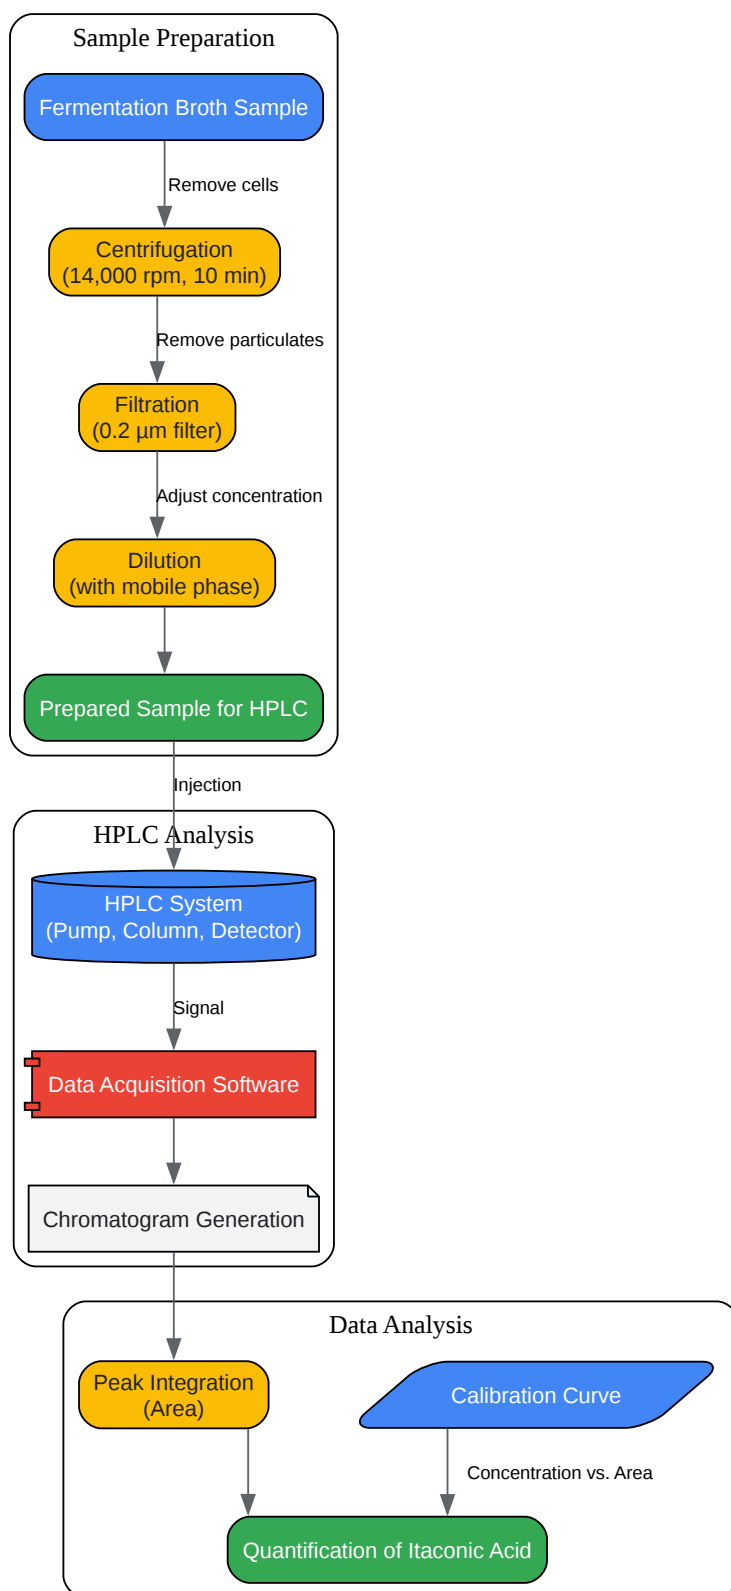 Sample Preparation
Fermentation Broth Sample
Remove cells
Centrifugation
(14,000 rpm, 10 min)
Remove particulates
Filtration
(0.2 µm filter)
Adjust concentration
Dilution
(with mobile phase)
Prepared Sample for HPLC
Injection
HPLC Analysis
HPLC System
(Pump, Column, Detector)
Signal
Data Acquisition Software
Chromatogram Generation
Data Analysis
Peak Integration
(Area)
Calibration Curve
Concentration vs. Area
Quantification of Itaconic Acid